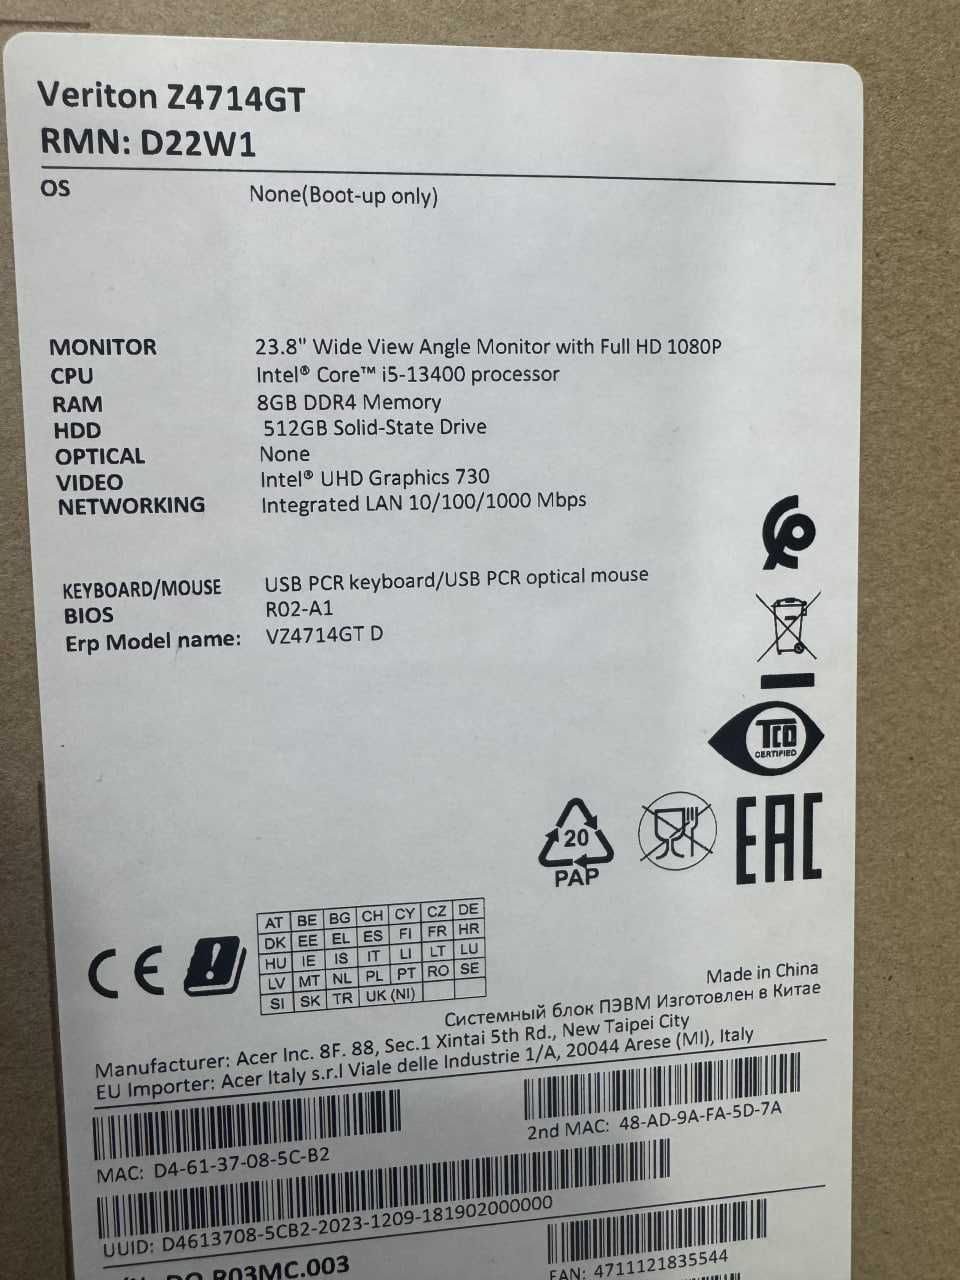 Veriton Z4714GT
RMN: D22W1
OS None(Boot-up only)
MONITOR 23.8" Wide View Angle Monitor with Full HD 1080P
CPU Intel® Core™ i5-13400 processor
RAM 8GB DDR4 Memory
HDD 512GB Solid-State Drive
OPTICAL None
VIDEO Intel® UHD Graphics 730
NETWORKING Integrated LAN 10/100/1000 Mbps
KEYBOARD/MOUSE USB PCR keyboard/USB PCR optical mouse
BIOS R02-A1
Erp Model name: VZ4714GT D
TCO
CERTIFIED
20
PAP
EAC
CE
AT BE BG CH CY CZ DE
DK EE EL ES FI FR HR
HU IE IS IT LI LT LU
LV MT NL PL PT RO SE
SI SK TR UK (NI)
Made in China
Системный блок ПЭВМ Изготовлен в Китае
Manufacturer: Acer Inc. 8F. 88, Sec.1 Xintai 5th Rd., New Taipei City
EU Importer: Acer Italy s.r.l Viale delle Industrie 1/A, 20044 Arese (MI), Italy
MAC: D4-61-37-08-5C-B2
2nd MAC: 48-AD-9A-FA-5D-7A
UUID: D4613708-5CB2-2023-1209-181902000000
R03MC.003
EAN: 4711121835544